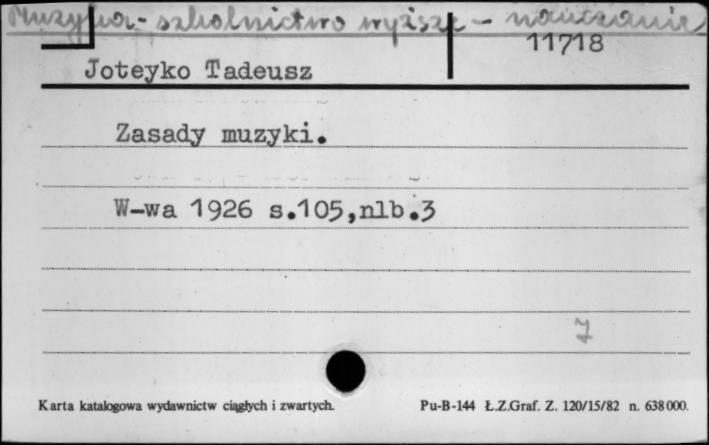 Muzyka - szkolnictwo wyższe - nauczanie
11718
Joteyko Tadeusz
Zasady muzyki.
W-wa 1926 s.105,nlb.3
Karta katalogowa wydawnictw ciągłych i zwartych.
Pu-B-144 Ł.Z.Graf. Z. 120/15/82 n. 638000.